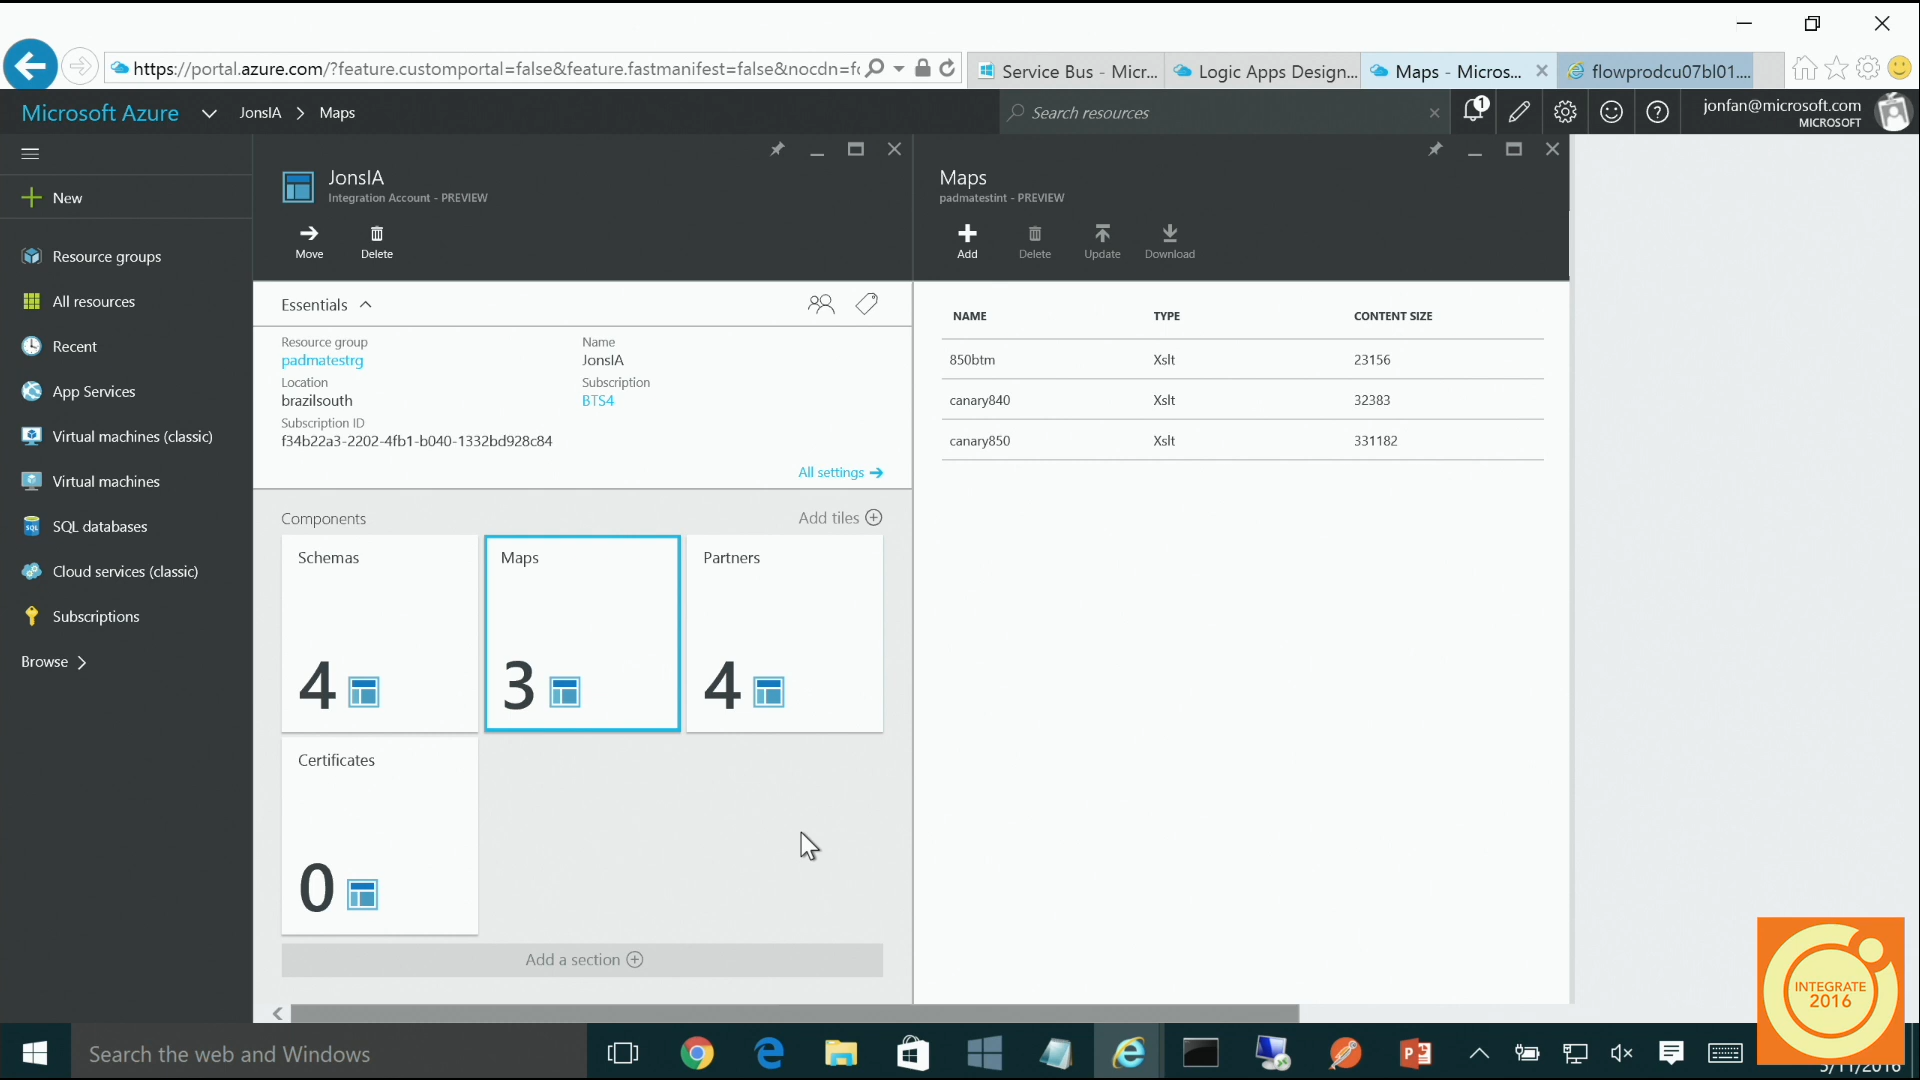 https://portal.azure.com/?feature.customportal=false&feature.fastmanifest=false&nocdn=f
Service Bus - Micr...
Logic Apps Design...
Maps - Micros...
flowprodcu07bl01....
Microsoft Azure
JonsIA
Maps
Search resources
1
jonfan@microsoft.com
MICROSOFT
New
Resource groups
All resources
Recent
App Services
Virtual machines (classic)
Virtual machines
SQL databases
Cloud services (classic)
Subscriptions
Browse
JonsIA
Integration Account - PREVIEW
Move
Delete
Essentials
Resource group
padmatestrg
Name
JonsIA
Location
brazilsouth
Subscription
BTS4
Subscription ID
f34b22a3-2202-4fb1-b040-1332bd928c84
All settings
Components
Add tiles
Schemas
4
Maps
3
Partners
4
Certificates
0
Add a section
Maps
padmatestint - PREVIEW
Add
Delete
Update
Download
NAME TYPE CONTENT SIZE
850btm Xslt 23156
canary840 Xslt 32383
canary850 Xslt 331182
INTEGRATE
2016
Search the web and Windows
5/11/2016